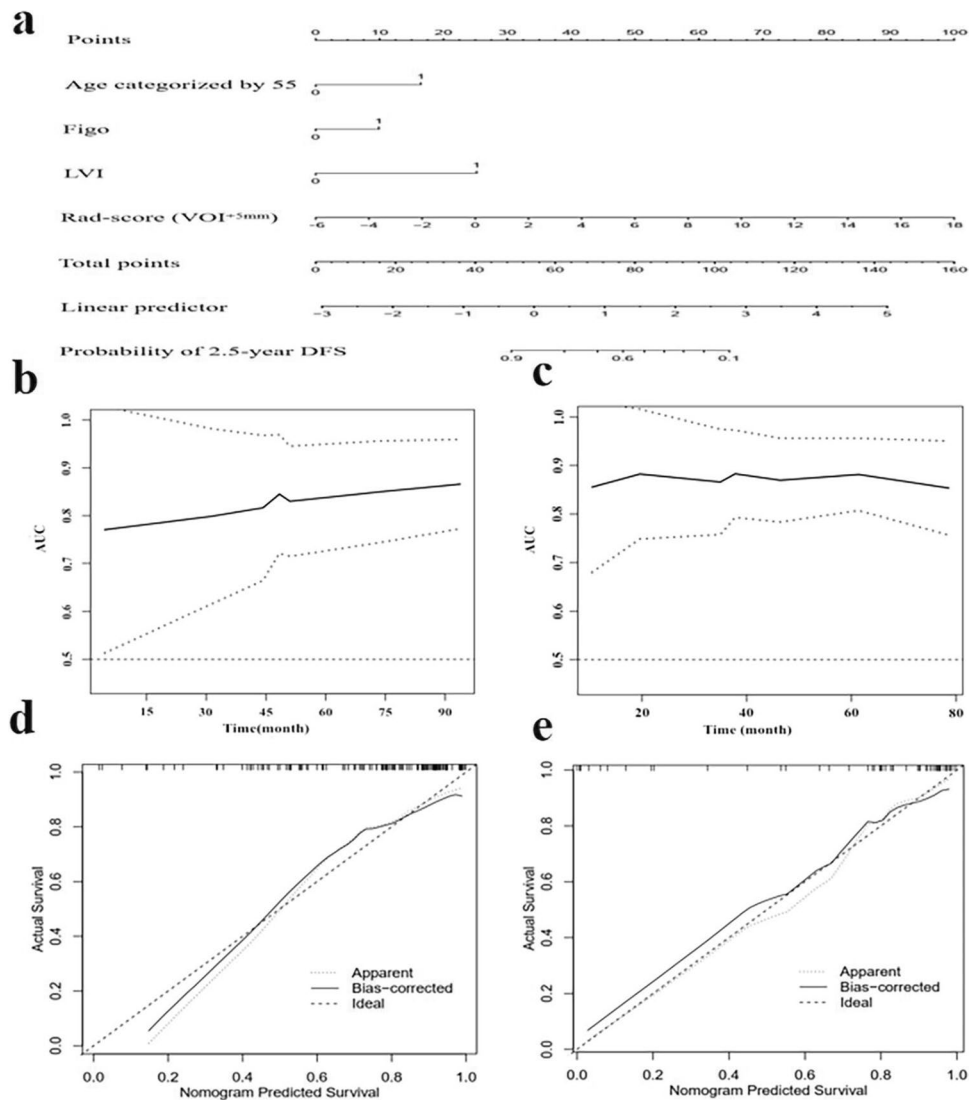 a
Points
0 10 20 30 40 50 60 70 80 90 100
Age categorized by 55
0 1
Figo
0 1
LVI
0 1
Rad-score (VOI+5mm)
-6 -4 -2 0 2 4 6 8 10 12 14 16 18
Total points
0 20 40 60 80 100 120 140 160
Linear predictor
-3 -2 -1 0 1 2 3 4 5
Probability of 2.5-year DFS
0.9 0.6 0.1
b
AUC
1.0
0.9
0.8
0.7
0.6
0.5
15 30 45 60 75 90
Time(month)
c
AUC
1.0
0.9
0.8
0.7
0.6
0.5
20 40 60 80
Time (month)
d
Actual Survival
1.0
0.8
0.6
0.4
0.2
0.0
Apparent
Bias-corrected
Ideal
0.0 0.2 0.4 0.6 0.8 1.0
Nomogram Predicted Survival
e
Actual Survival
1.0
0.8
0.6
0.4
0.2
0.0
Apparent
Bias-corrected
Ideal
0.0 0.2 0.4 0.6 0.8 1.0
Nomogram Predicted Survival